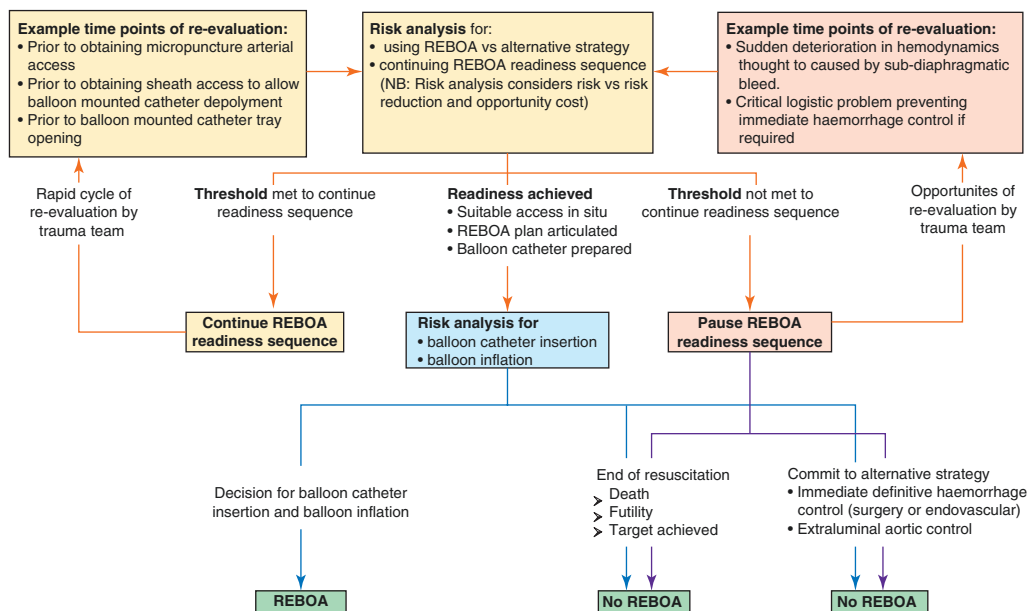 Example time points of re-evaluation:
• Prior to obtaining micropuncture arterial
access
• Prior to obtaining sheath access to allow
balloon mounted catheter depolyment
• Prior to balloon mounted catheter tray
opening
Risk analysis for:
• using REBOA vs alternative strategy
• continuing REBOA readiness sequence
(NB: Risk analysis considers risk vs risk
reduction and opportunity cost)
Example time points of re-evaluation:
• Sudden deterioration in hemodynamics
thought to caused by sub-diaphragmatic
bleed.
• Critical logistic problem preventing
immediate haemorrhage control if
required
Rapid cycle of
re-evaluation by
trauma team
Threshold met to continue
readiness sequence
Readiness achieved
• Suitable access in situ
• REBOA plan articulated
• Balloon catheter prepared
Threshold not met to
continue readiness sequence
Opportunites of
re-evaluation by
trauma team
Continue REBOA
readiness sequence
Risk analysis for
• balloon catheter insertion
• balloon inflation
Pause REBOA
readiness sequence
Decision for balloon catheter
insertion and balloon inflation
End of resuscitation
➢ Death
➢ Futility
➢ Target achieved
Commit to alternative strategy
• Immediate definitive haemorrhage
control (surgery or endovascular)
• Extraluminal aortic control
REBOA
No REBOA
No REBOA